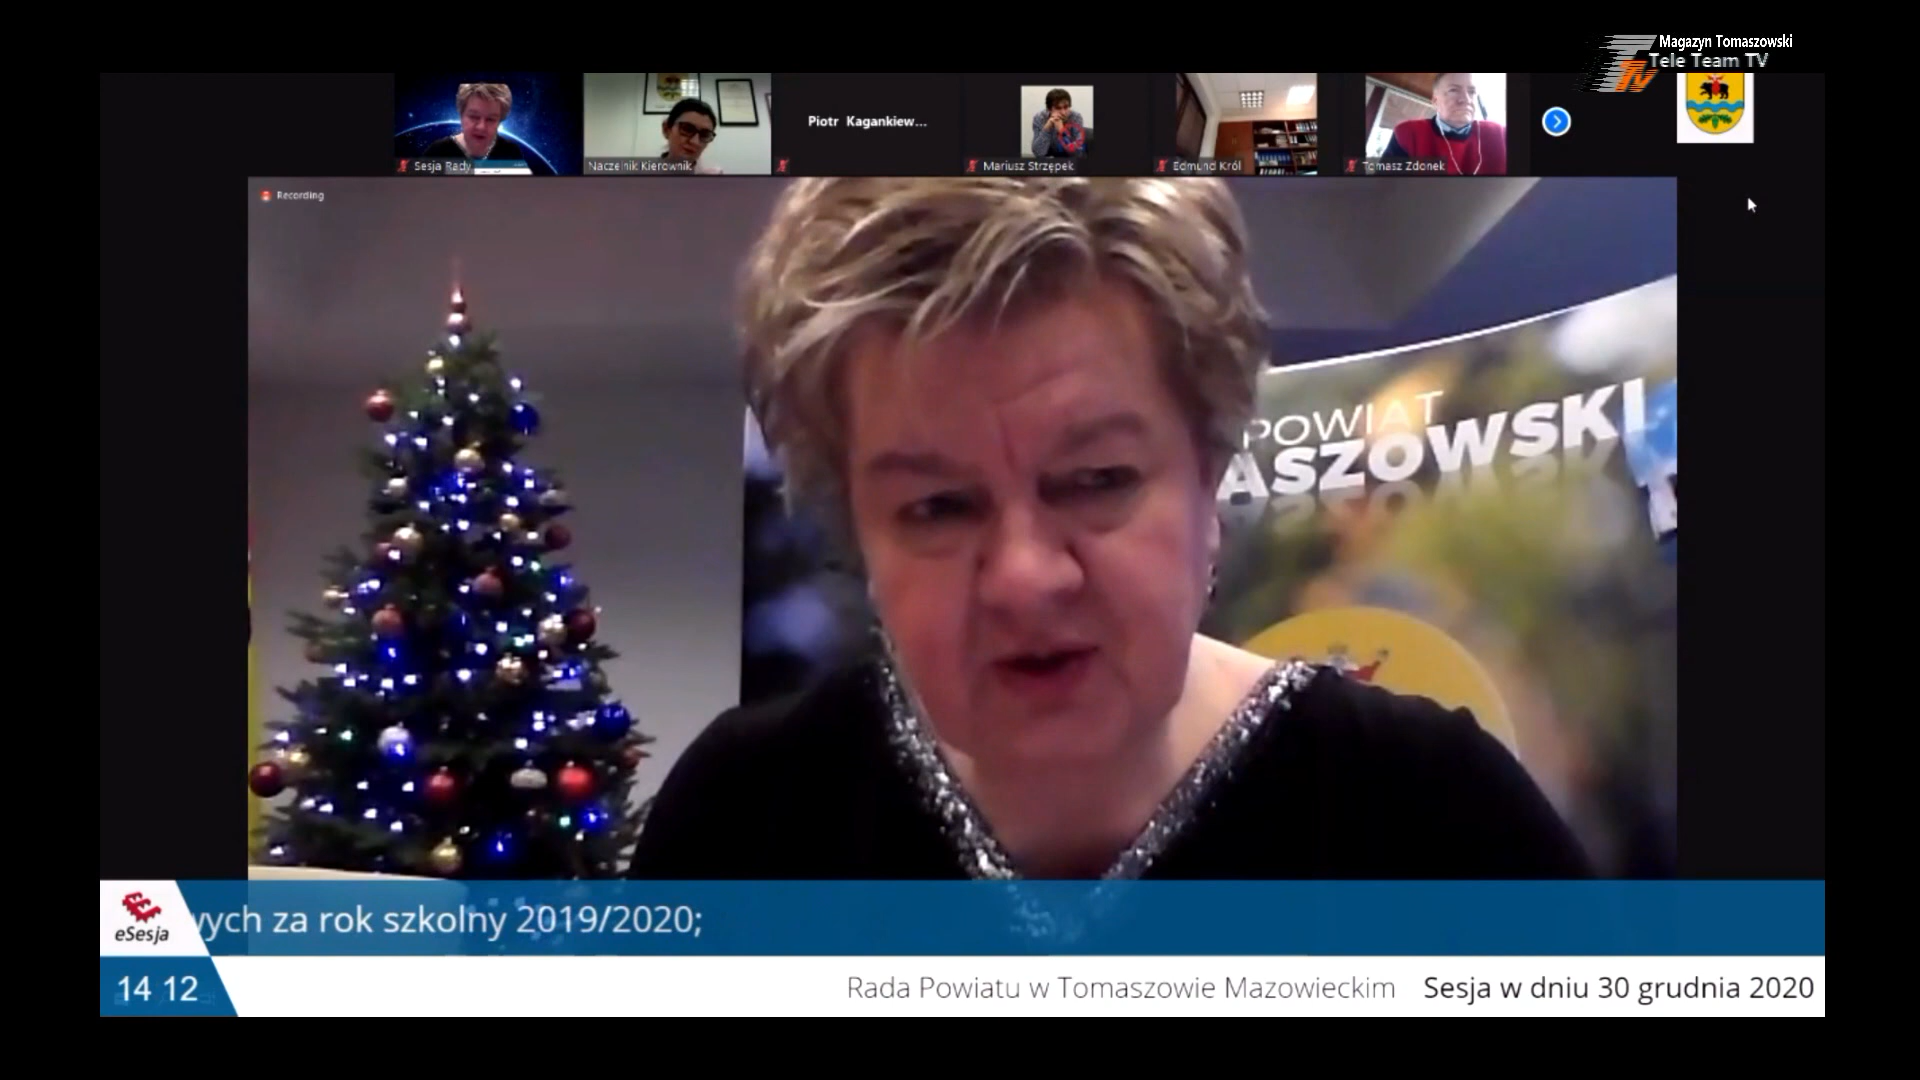 Magazyn Tomaszowski
Tele Team TV
Sesja Rady
Naczelnik Kierownik
Piotr Kagankiew...
Mariusz Strzępek
Edmund Król
Tomasz Zdonek
Recording
POWIAT
ASZOWSKI
wych za rok szkolny 2019/2020;
eSesja
14 12
Rada Powiatu w Tomaszowie Mazowieckim Sesja w dniu 30 grudnia 2020